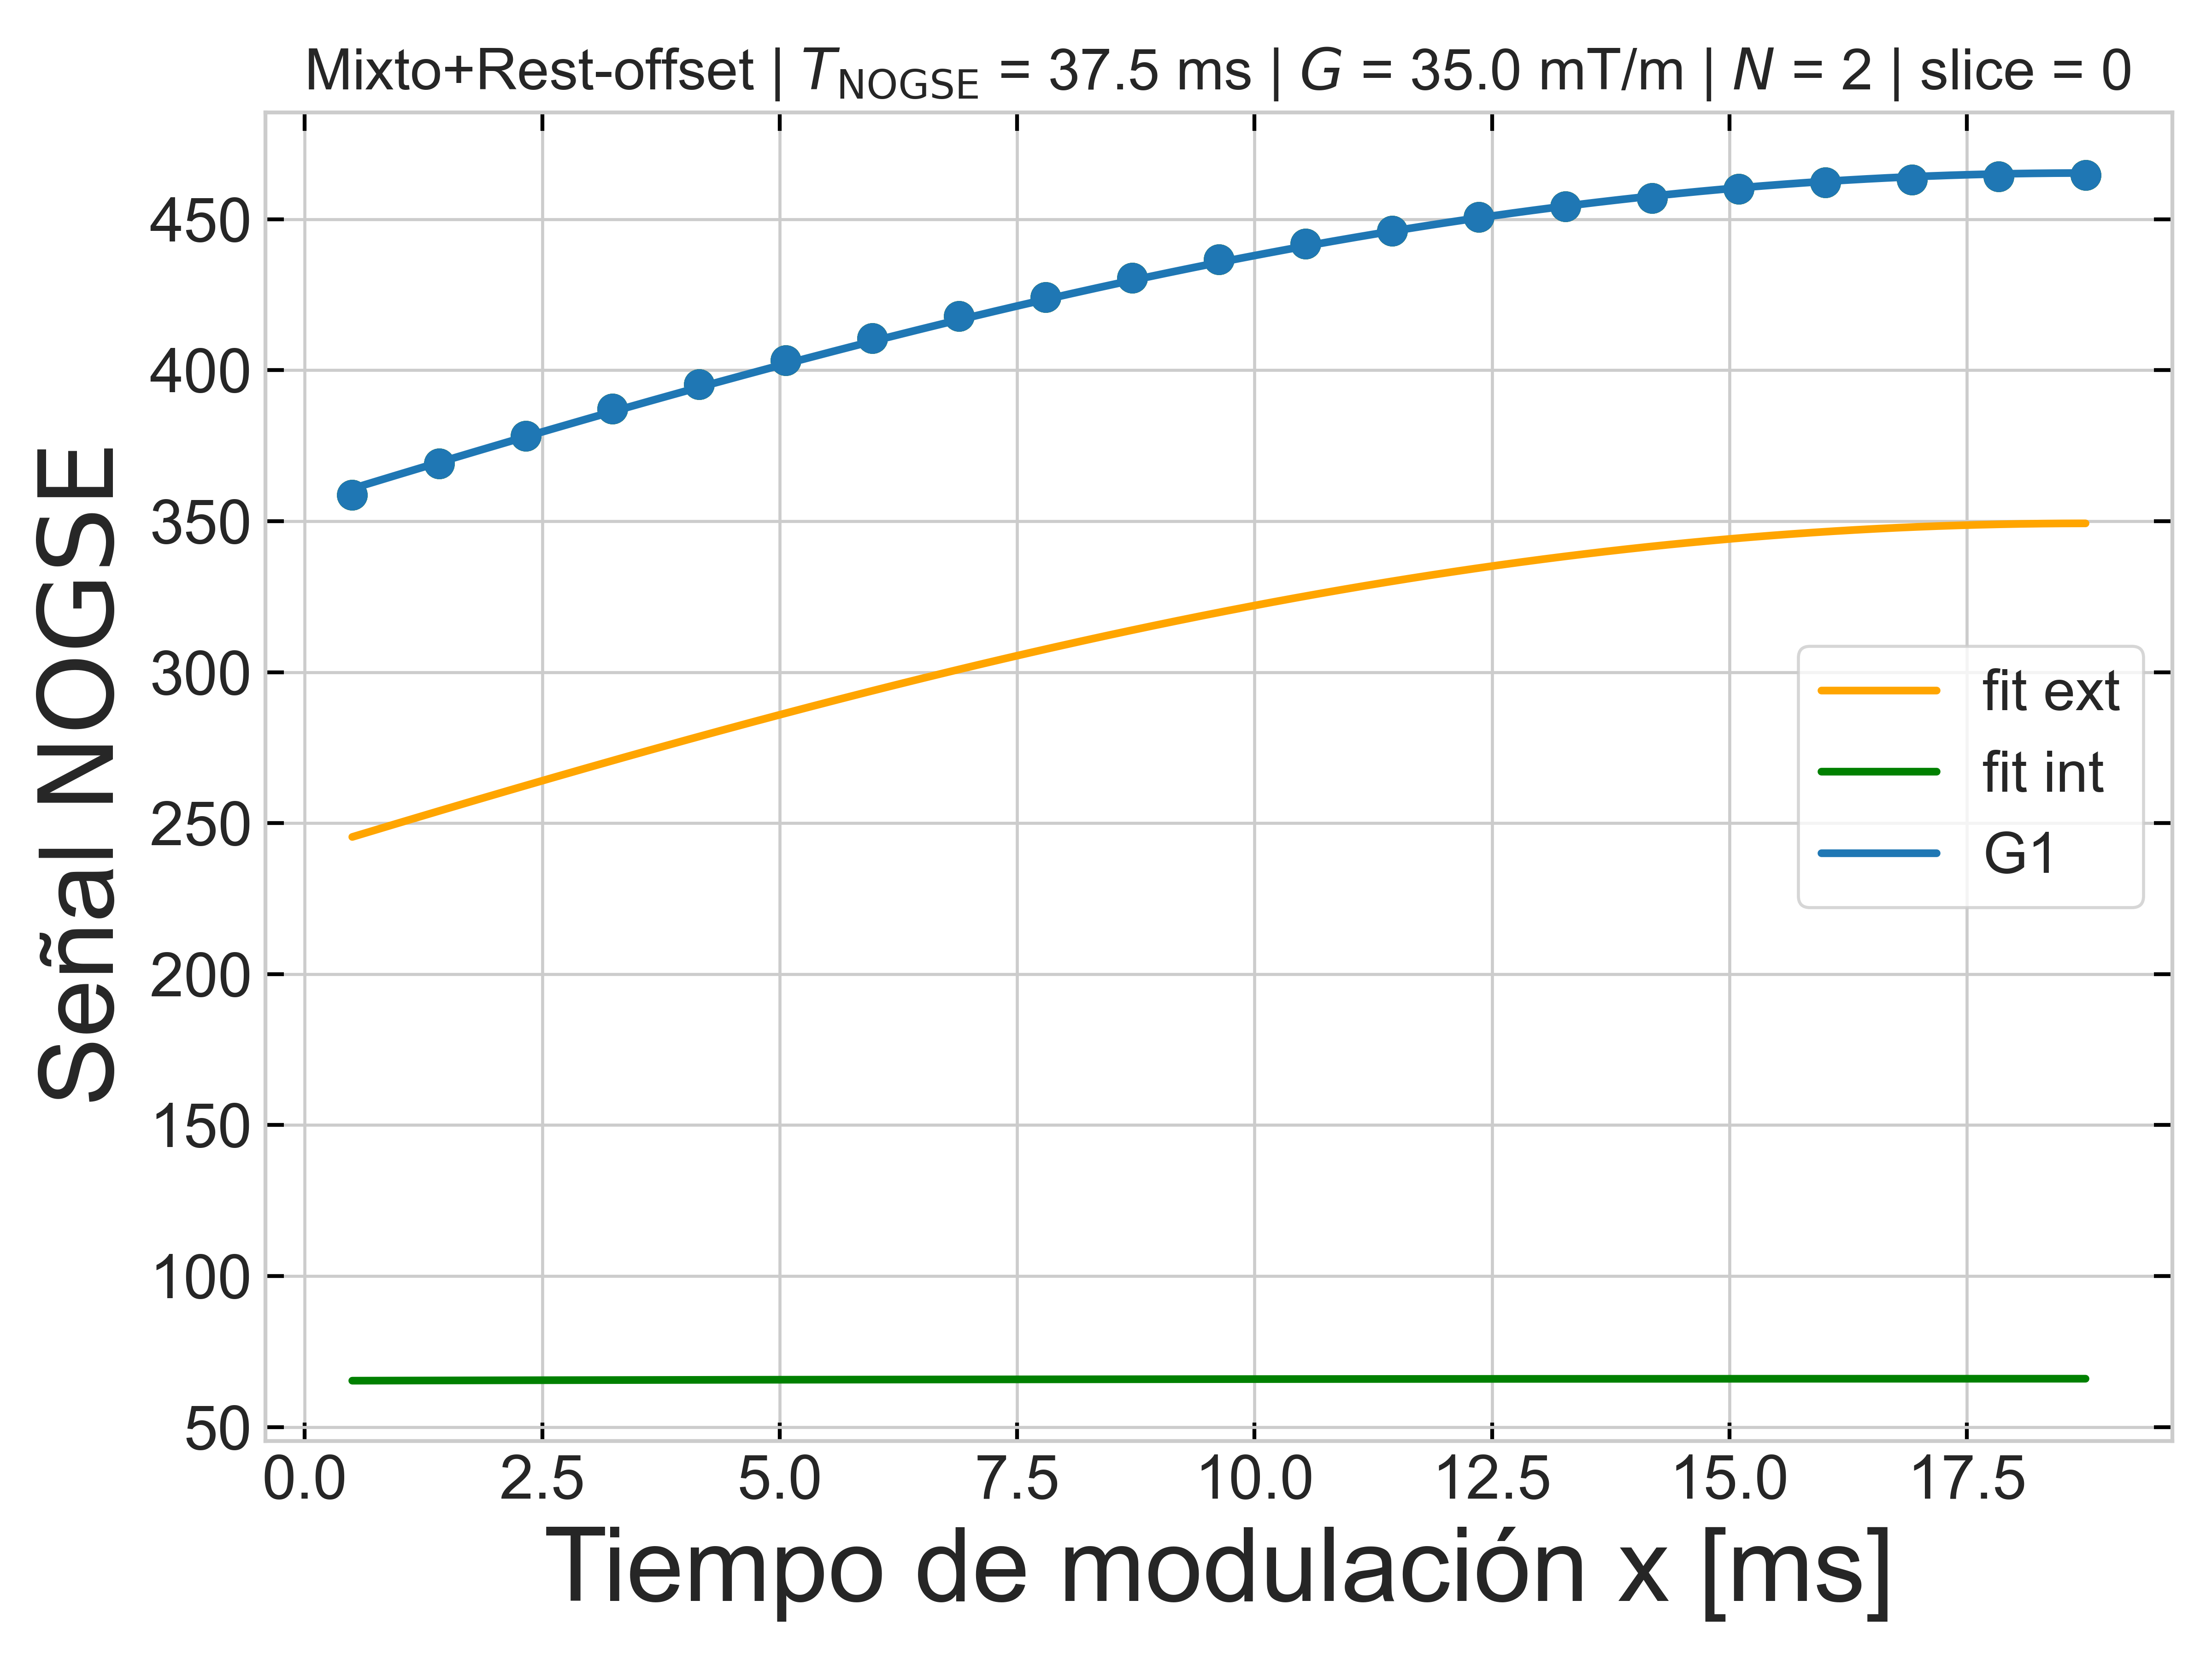 Mixto+Rest-offset | T_NOGSE = 37.5 ms | G = 35.0 mT/m | N = 2 | slice = 0
Señal NOGSE
450
400
350
300
250
200
150
100
50
fit ext
fit int
G1
0.0 2.5 5.0 7.5 10.0 12.5 15.0 17.5
Tiempo de modulación x [ms]